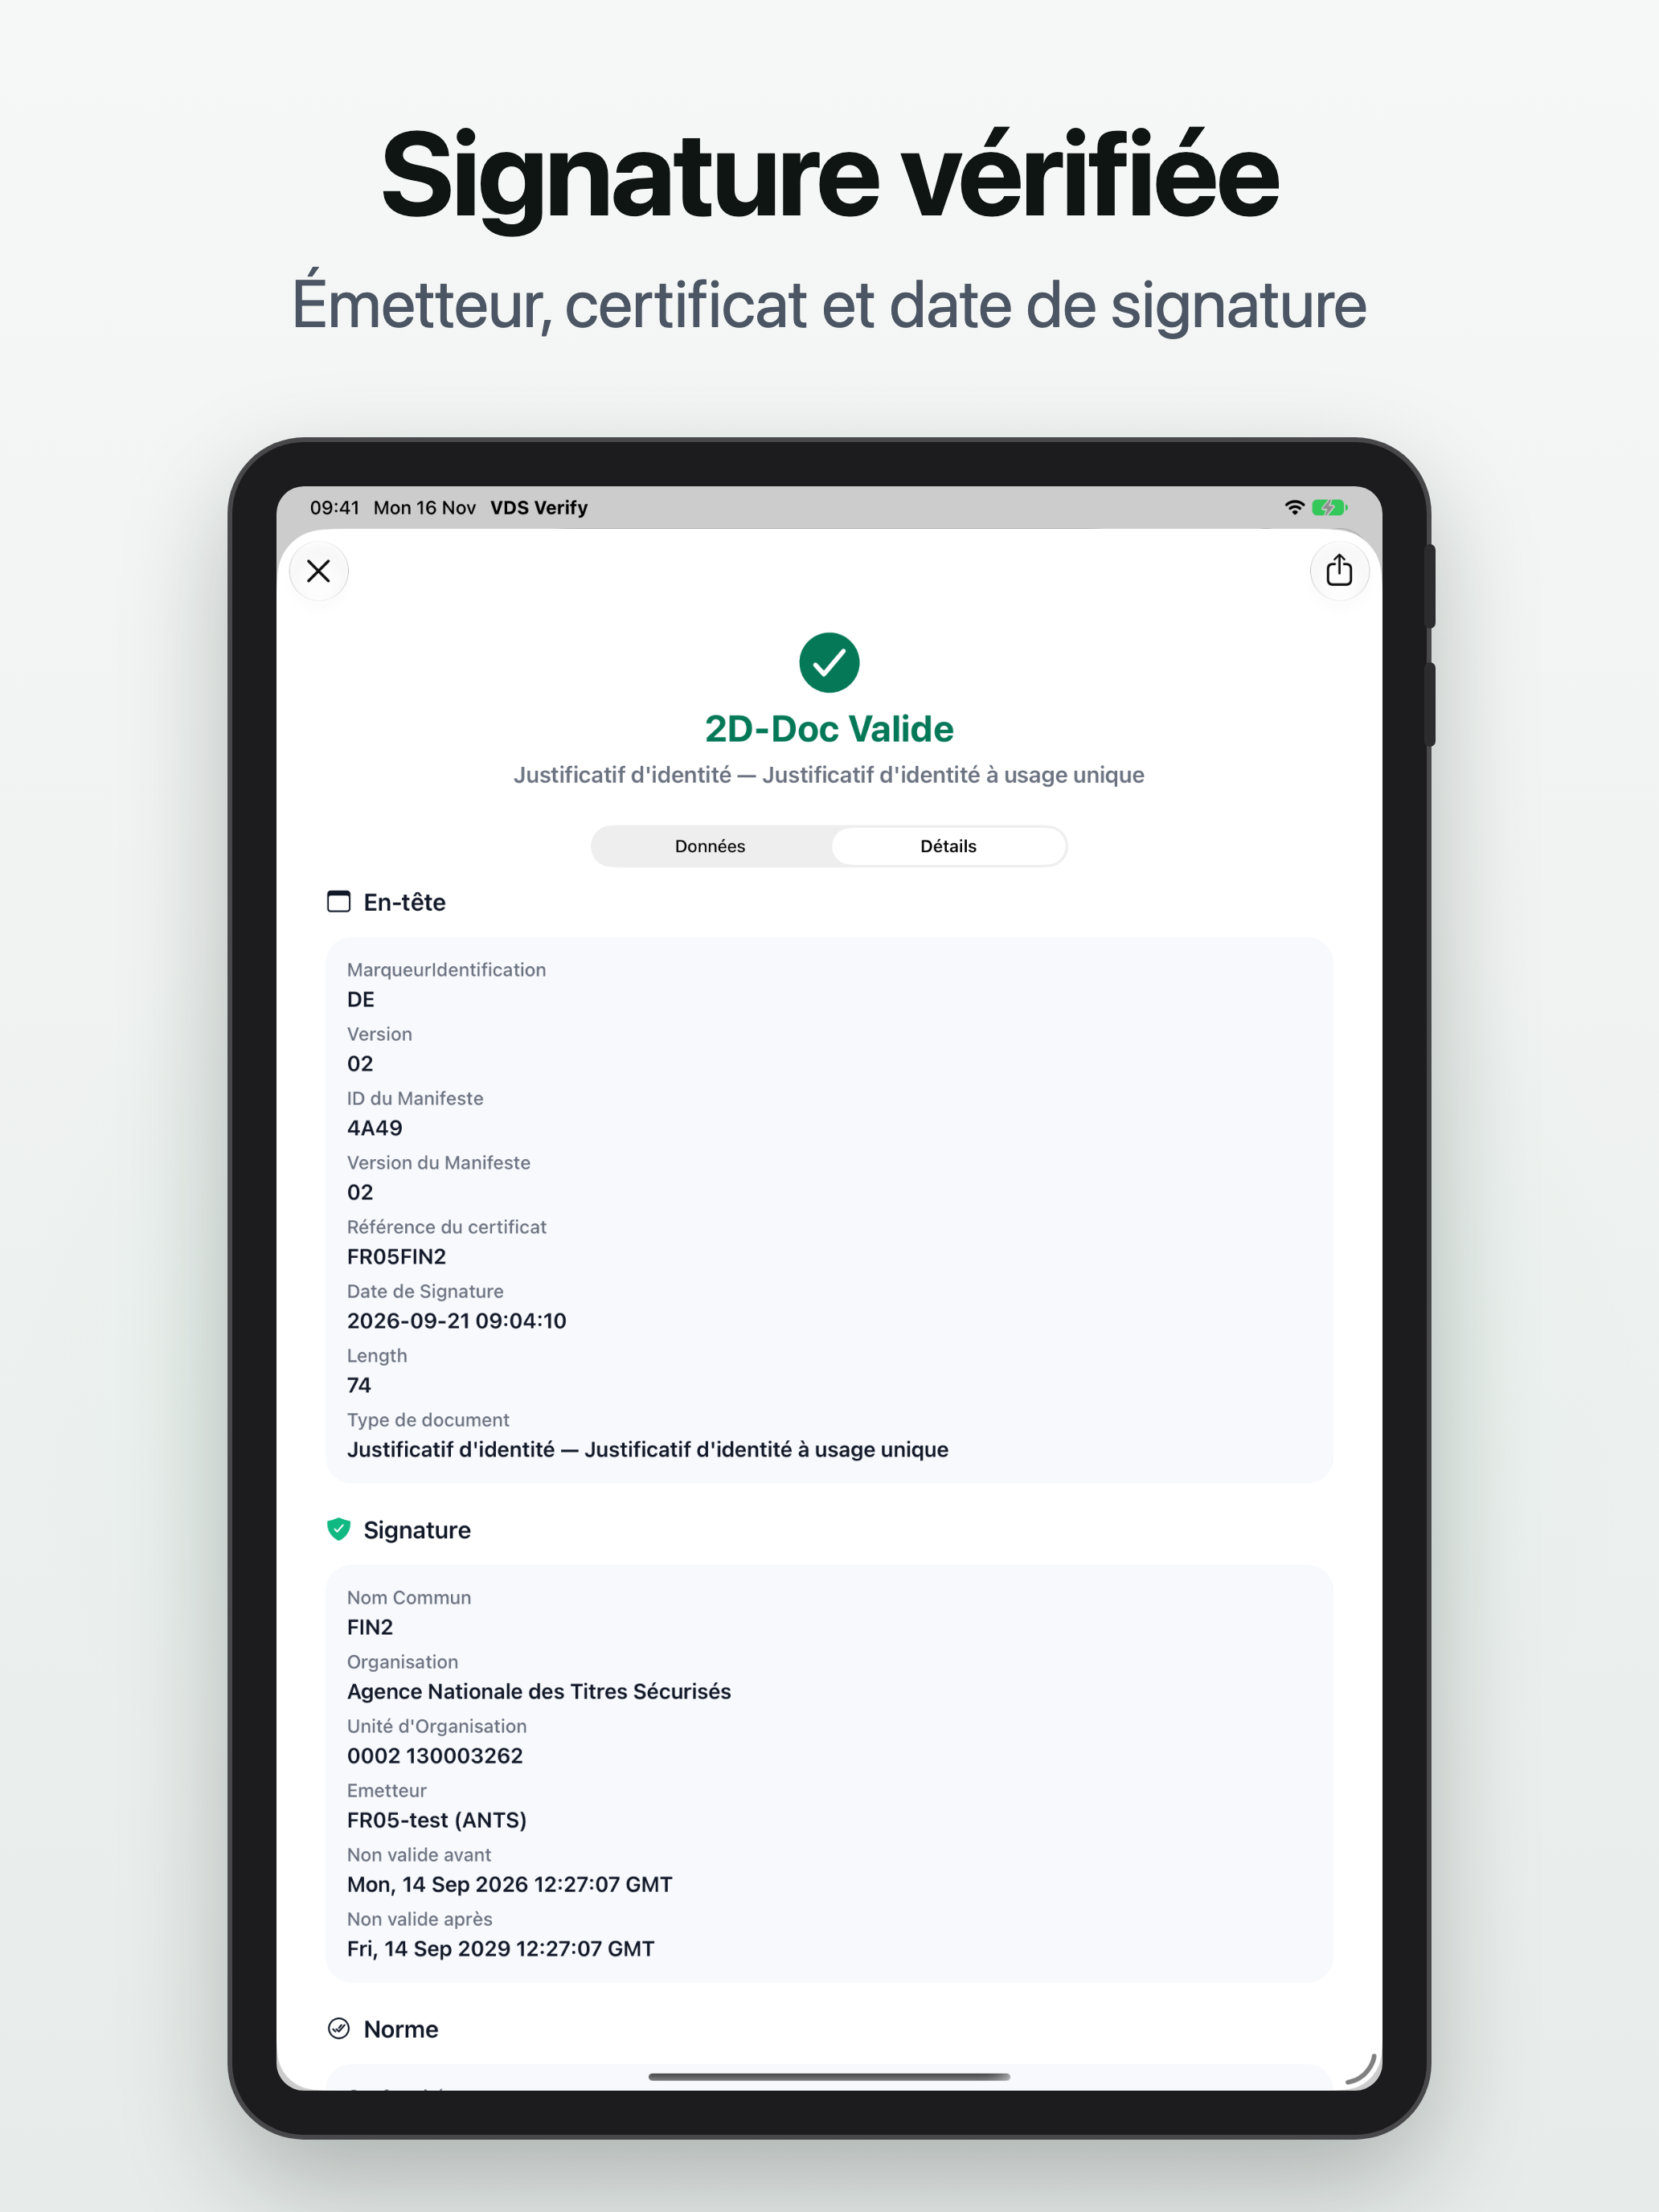 Signature vérifiée
Émetteur, certificat et date de signature
09:41 Mon 16 Nov VDS Verify
2D-Doc Valide
Justificatif d'identité — Justificatif d'identité à usage unique
Données Détails
En-tête
MarqueurIdentification
DE
Version
02
ID du Manifeste
4A49
Version du Manifeste
02
Référence du certificat
FR05FIN2
Date de Signature
2026-09-21 09:04:10
Length
74
Type de document
Justificatif d'identité — Justificatif d'identité à usage unique
Signature
Nom Commun
FIN2
Organisation
Agence Nationale des Titres Sécurisés
Unité d'Organisation
0002 130003262
Emetteur
FR05-test (ANTS)
Non valide avant
Mon, 14 Sep 2026 12:27:07 GMT
Non valide après
Fri, 14 Sep 2029 12:27:07 GMT
Norme